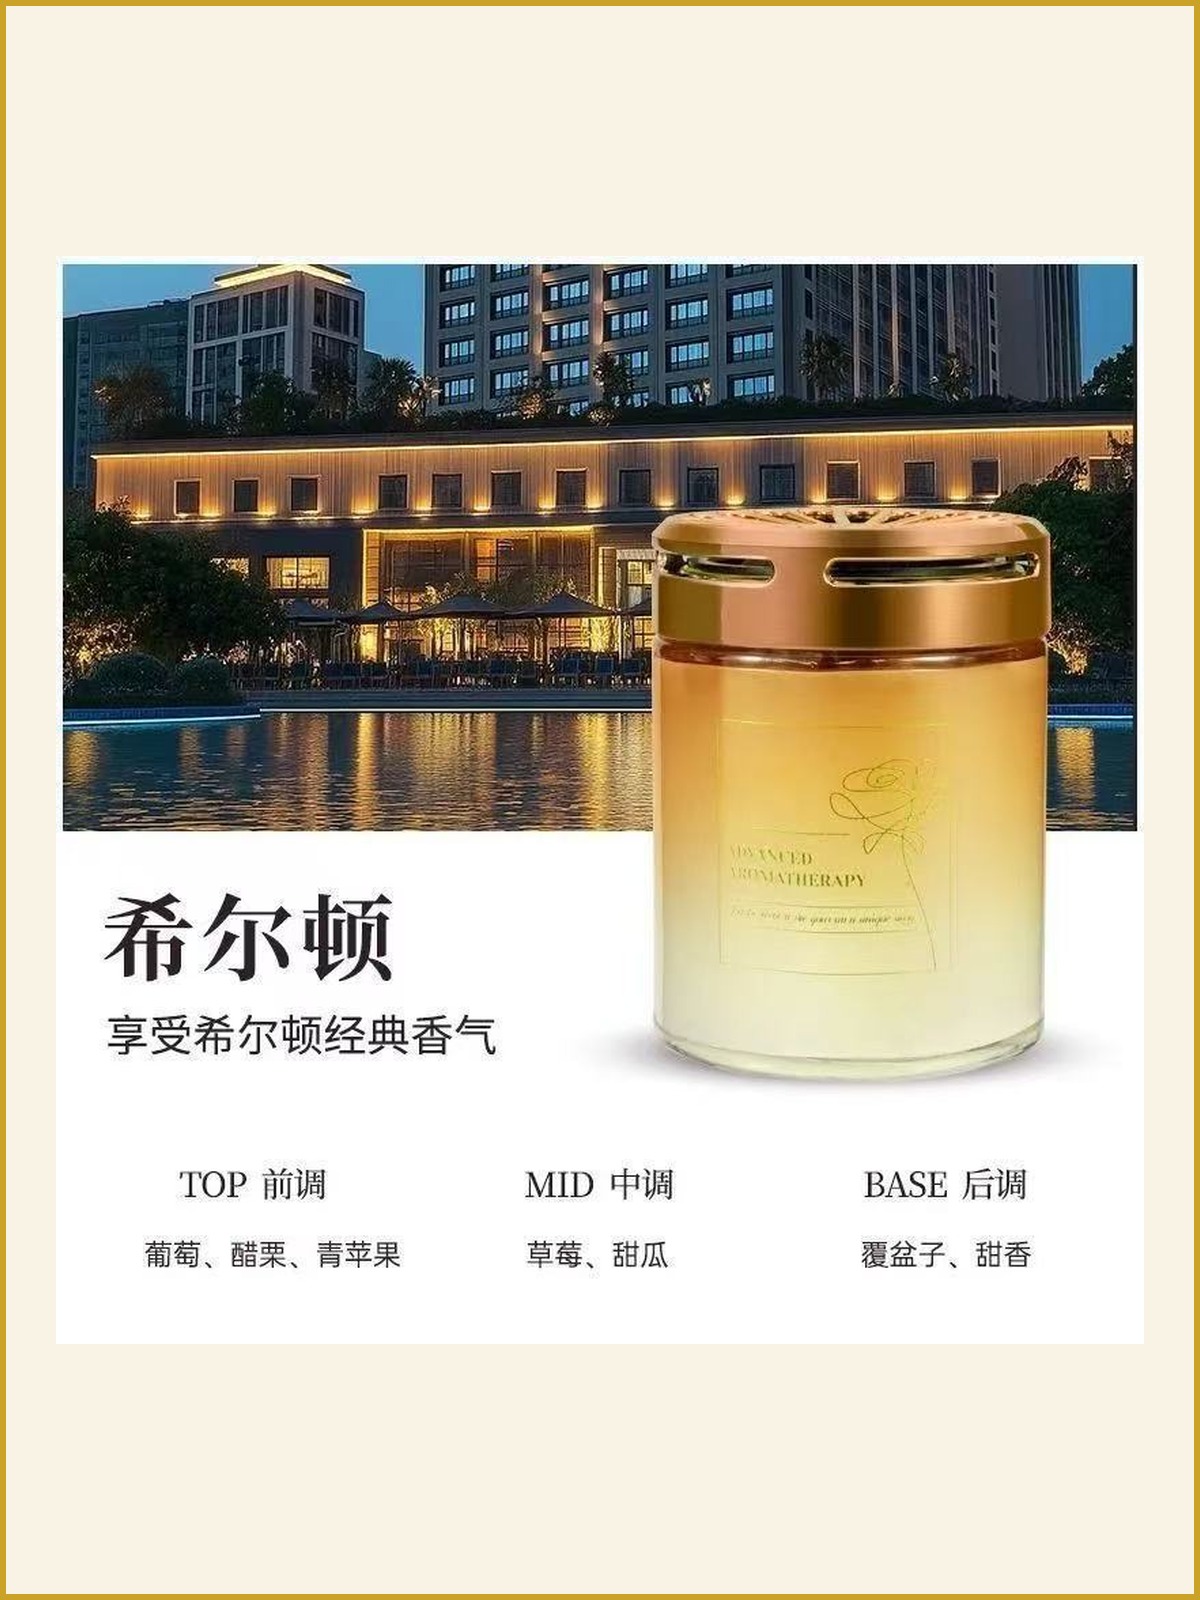 ADVANCED
AROMATHERAPY
希尔顿
享受希尔顿经典香气
TOP 前调
葡萄、醋栗、青苹果
MID 中调
草莓、甜瓜
BASE 后调
覆盆子、甜香